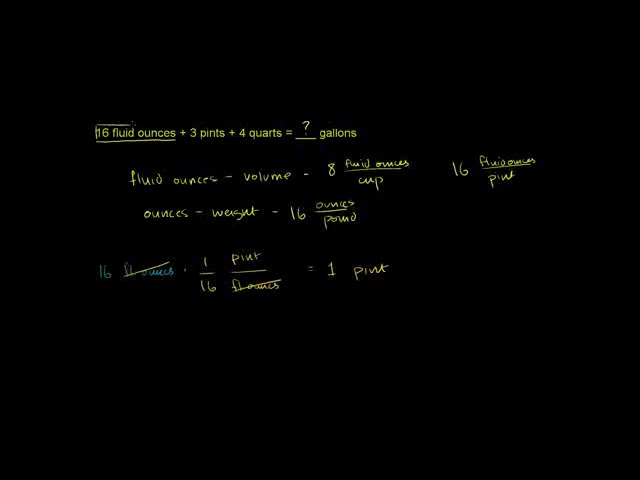 16 fluid ounces + 3 pints + 4 quarts = ? gallons
fluid ounces - volume - 8 fluid ounces / cup 16 fluid ounces / pint
ounces - weight - 16 ounces / pound
16 fl ounces · 1 / 16 pint / fl ounces = 1 pint